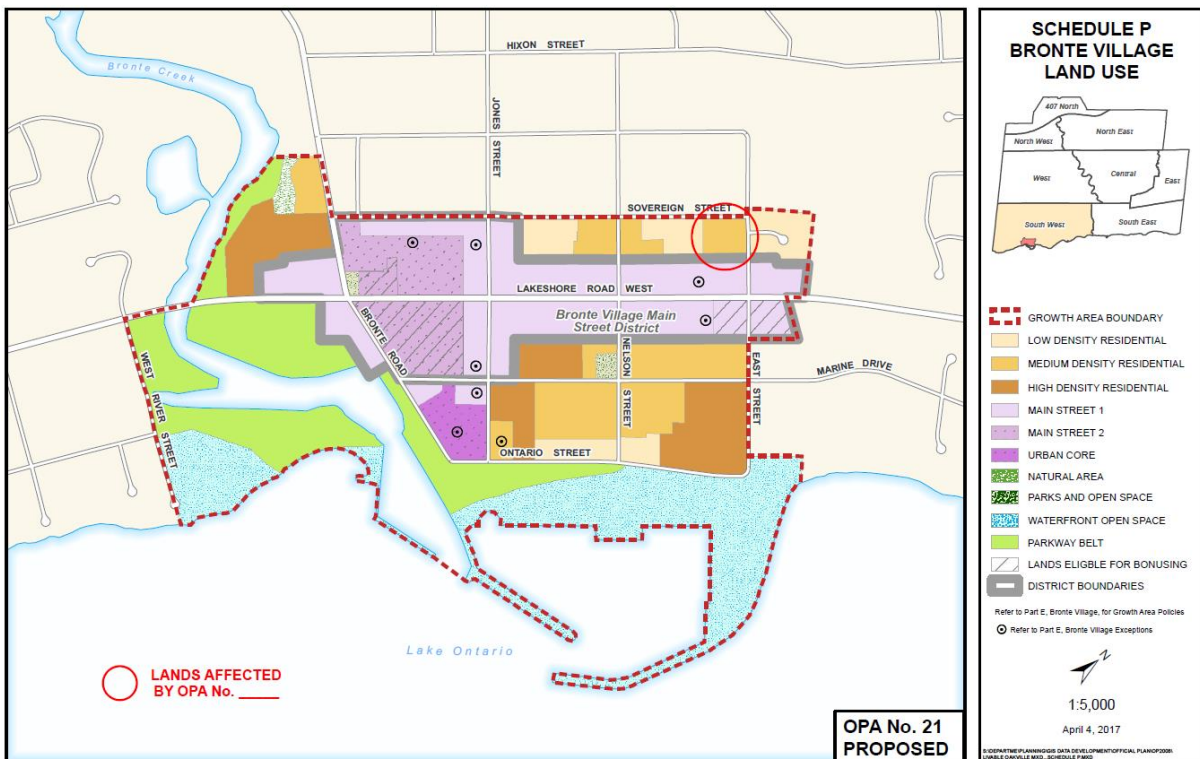 HIXON STREET
Bronte Creek
JONES STREET
SOVEREIGN STREET
LAKESHORE ROAD WEST
Bronte Village Main
Street District
BRONTE ROAD
NELSON STREET
EAST STREET
MARINE DRIVE
WEST RIVER STREET
ONTARIO STREET
Lake Ontario
LANDS AFFECTED
BY OPA No. _____
OPA No. 21
PROPOSED
SCHEDULE P
BRONTE VILLAGE
LAND USE
407 North
North West
North East
West
Central
East
South West
South East
GROWTH AREA BOUNDARY
LOW DENSITY RESIDENTIAL
MEDIUM DENSITY RESIDENTIAL
HIGH DENSITY RESIDENTIAL
MAIN STREET 1
MAIN STREET 2
URBAN CORE
NATURAL AREA
PARKS AND OPEN SPACE
WATERFRONT OPEN SPACE
PARKWAY BELT
LANDS ELIGBLE FOR BONUSING
DISTRICT BOUNDARIES
Refer to Part E, Bronte Village, for Growth Area Policies
Refer to Part E, Bronte Village Exceptions
N
1:5,000
April 4, 2017